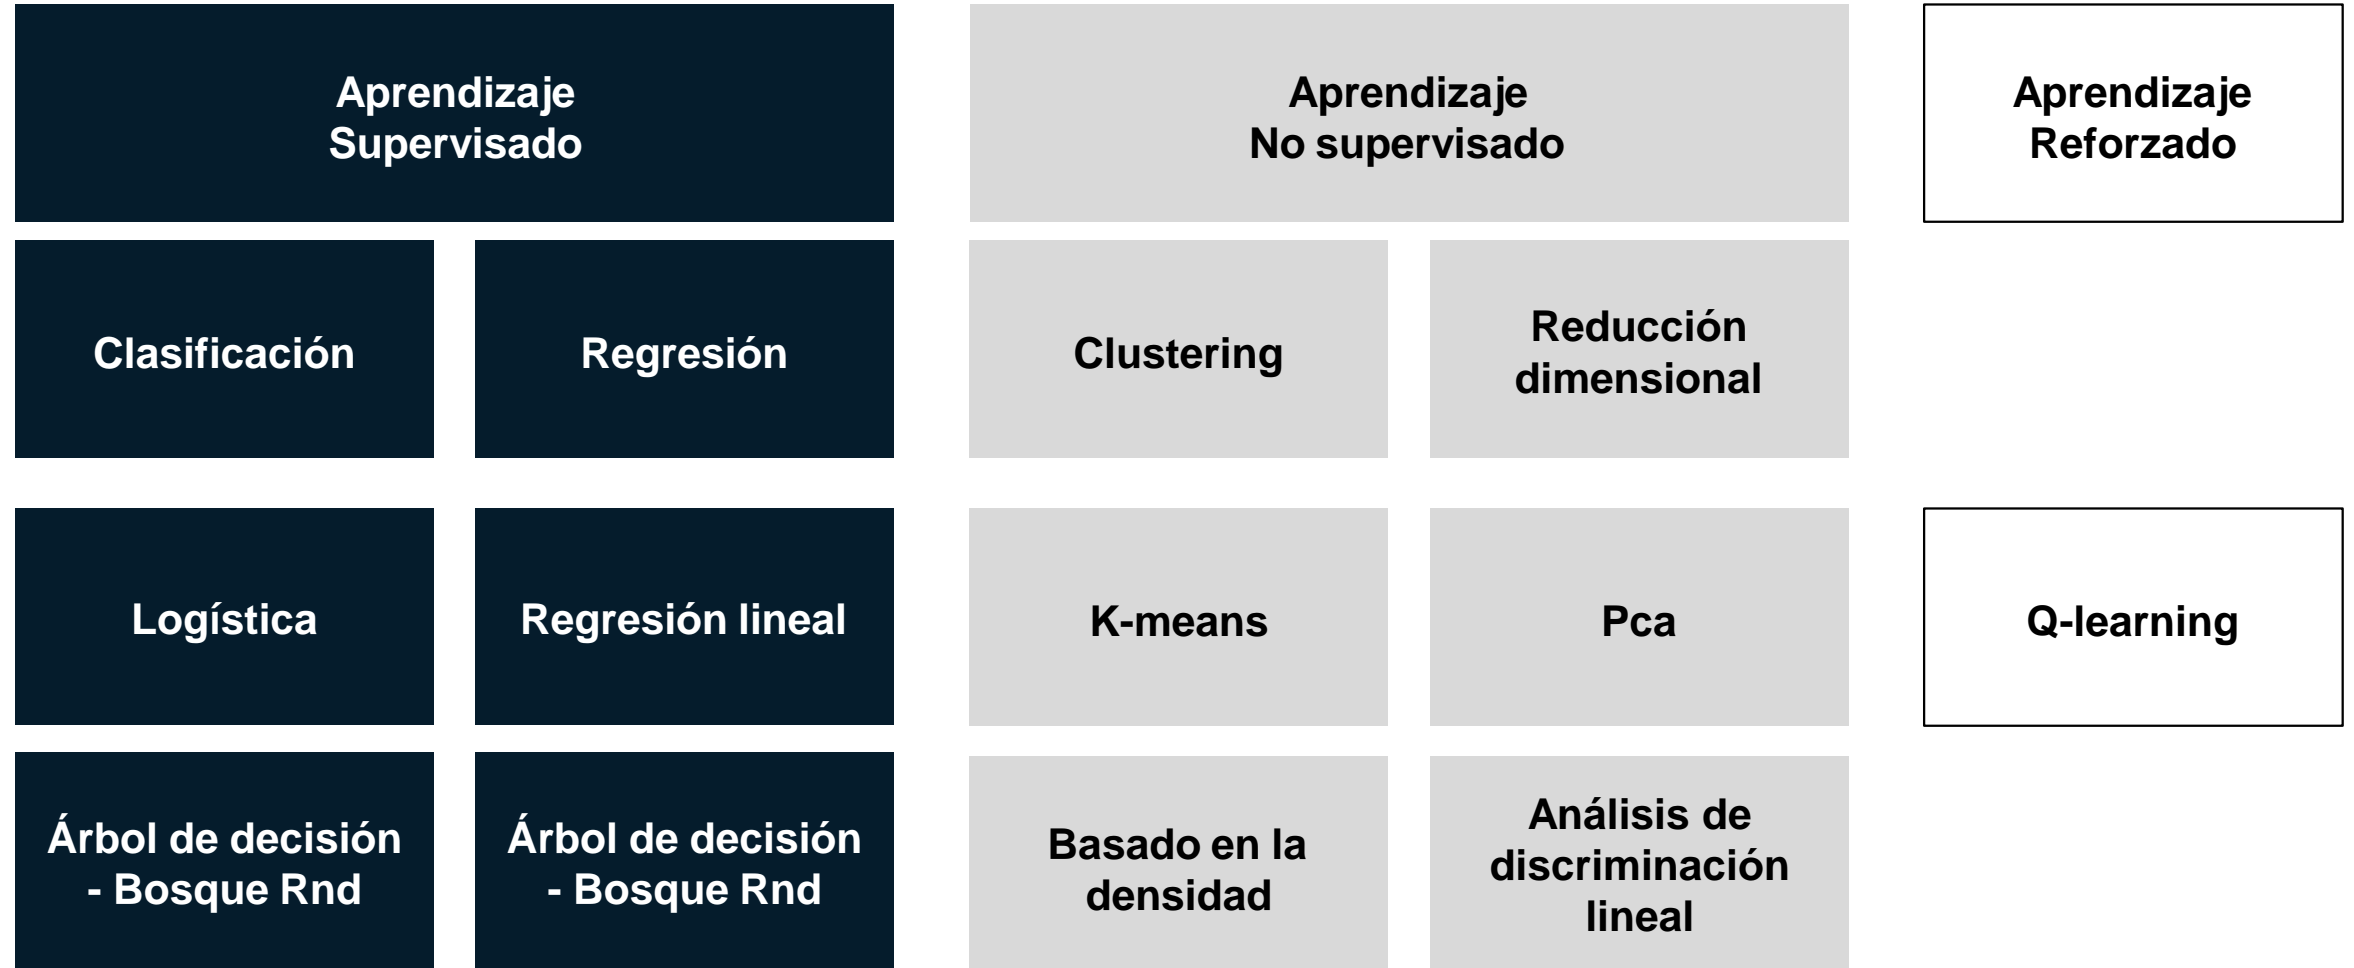 Aprendizaje
Supervisado
Aprendizaje
No supervisado
Aprendizaje
Reforzado
Clasificación
Regresión
Clustering
Reducción
dimensional
Logística
Regresión lineal
K-means
Pca
Q-learning
Árbol de decisión
- Bosque Rnd
Árbol de decisión
- Bosque Rnd
Basado en la
densidad
Análisis de
discriminación
lineal